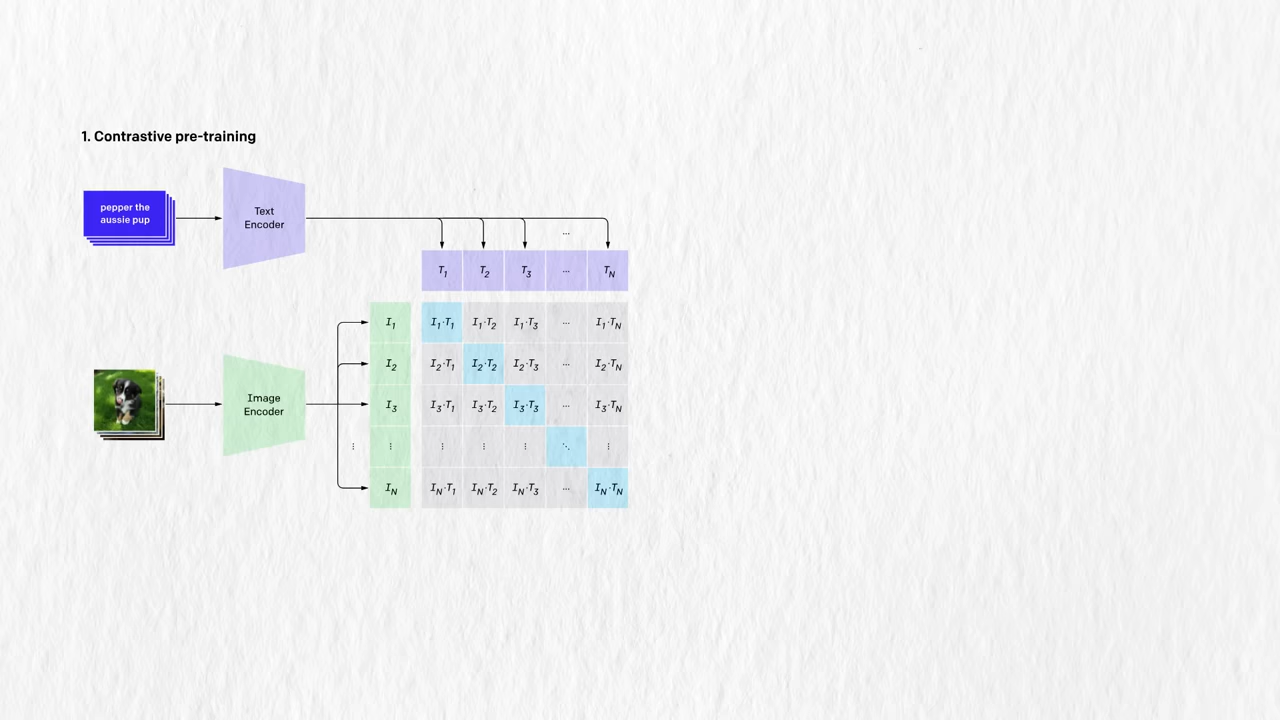 1. Contrastive pre-training
pepper the
aussie pup
Text
Encoder
...
T1 T2 T3 ... TN
I1 I1·T1 I1·T2 I1·T3 ... I1·TN
I2 I2·T1 I2·T2 I2·T3 ... I2·TN
Image
Encoder
I3 I3·T1 I3·T2 I3·T3 ... I3·TN
⋮ ⋮ ⋮ ⋮ ⋮ ⋱ ⋮
IN IN·T1 IN·T2 IN·T3 ... IN·TN